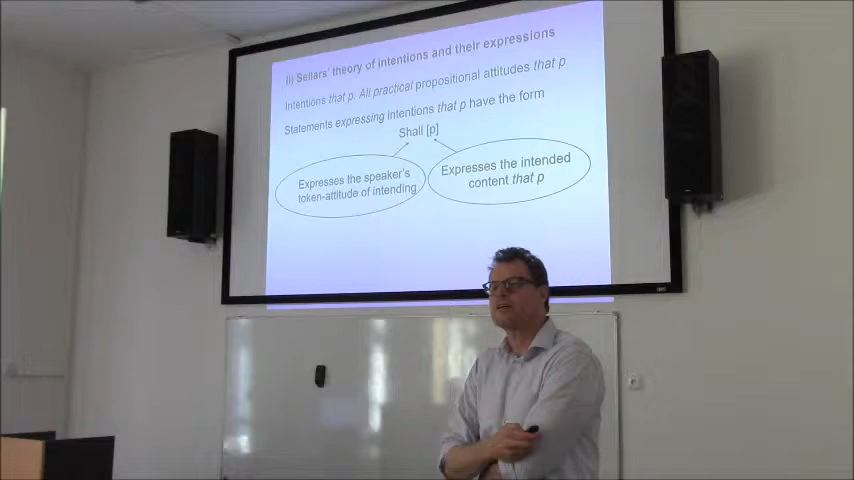 ii) Sellars' theory of intentions and their expressions
Intentions that p. All practical propositional attitudes that p
Statements expressing intentions that p have the form
Shall [p]
Expresses the speaker's
token-attitude of intending
Expresses the intended
content that p